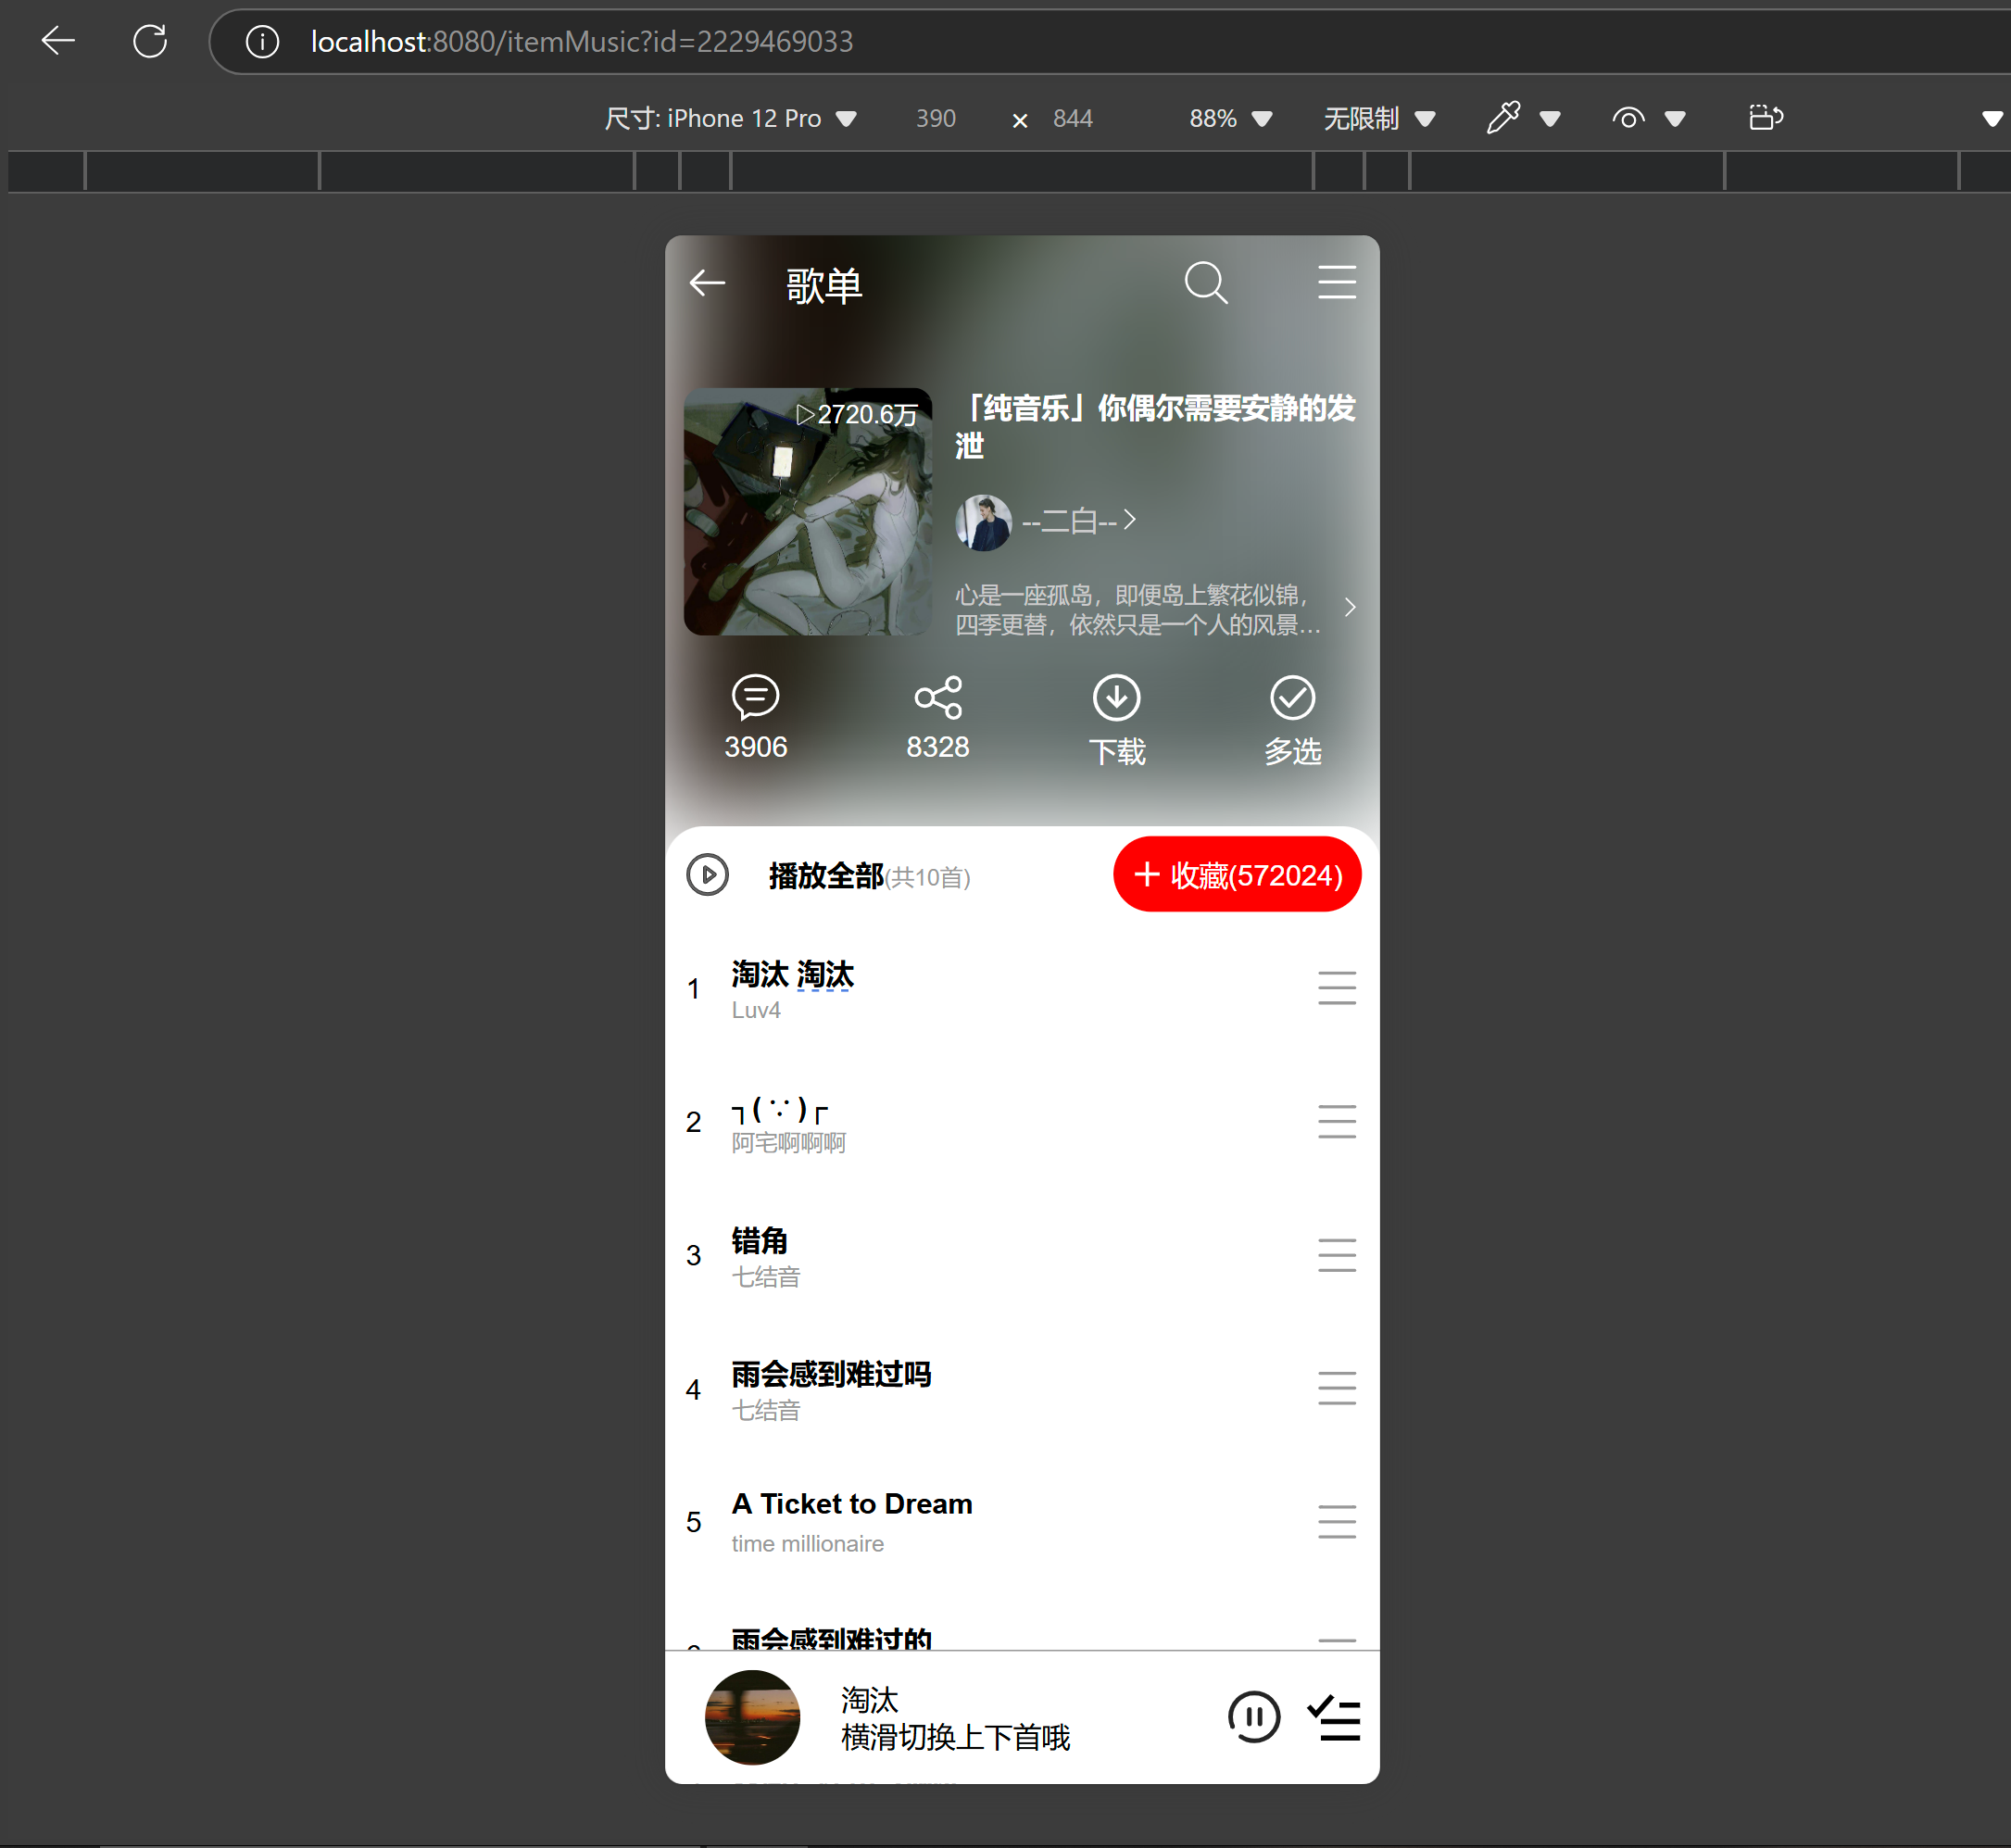 localhost:8080/itemMusic?id=2229469033
尺寸: iPhone 12 Pro 390 × 844 88% 无限制
歌单
2720.6万
「纯音乐」你偶尔需要安静的发
泄
--二白--
心是一座孤岛，即便岛上繁花似锦，
四季更替，依然只是一个人的风景...
3906 8328 下载 多选
播放全部(共10首) + 收藏(572024)
1 淘汰 淘汰
Luv4
2 ┐(∵)┌
阿宅啊啊啊
3 错角
七结音
4 雨会感到难过吗
七结音
5 A Ticket to Dream
time millionaire
雨会感到难过的
淘汰
横滑切换上下首哦